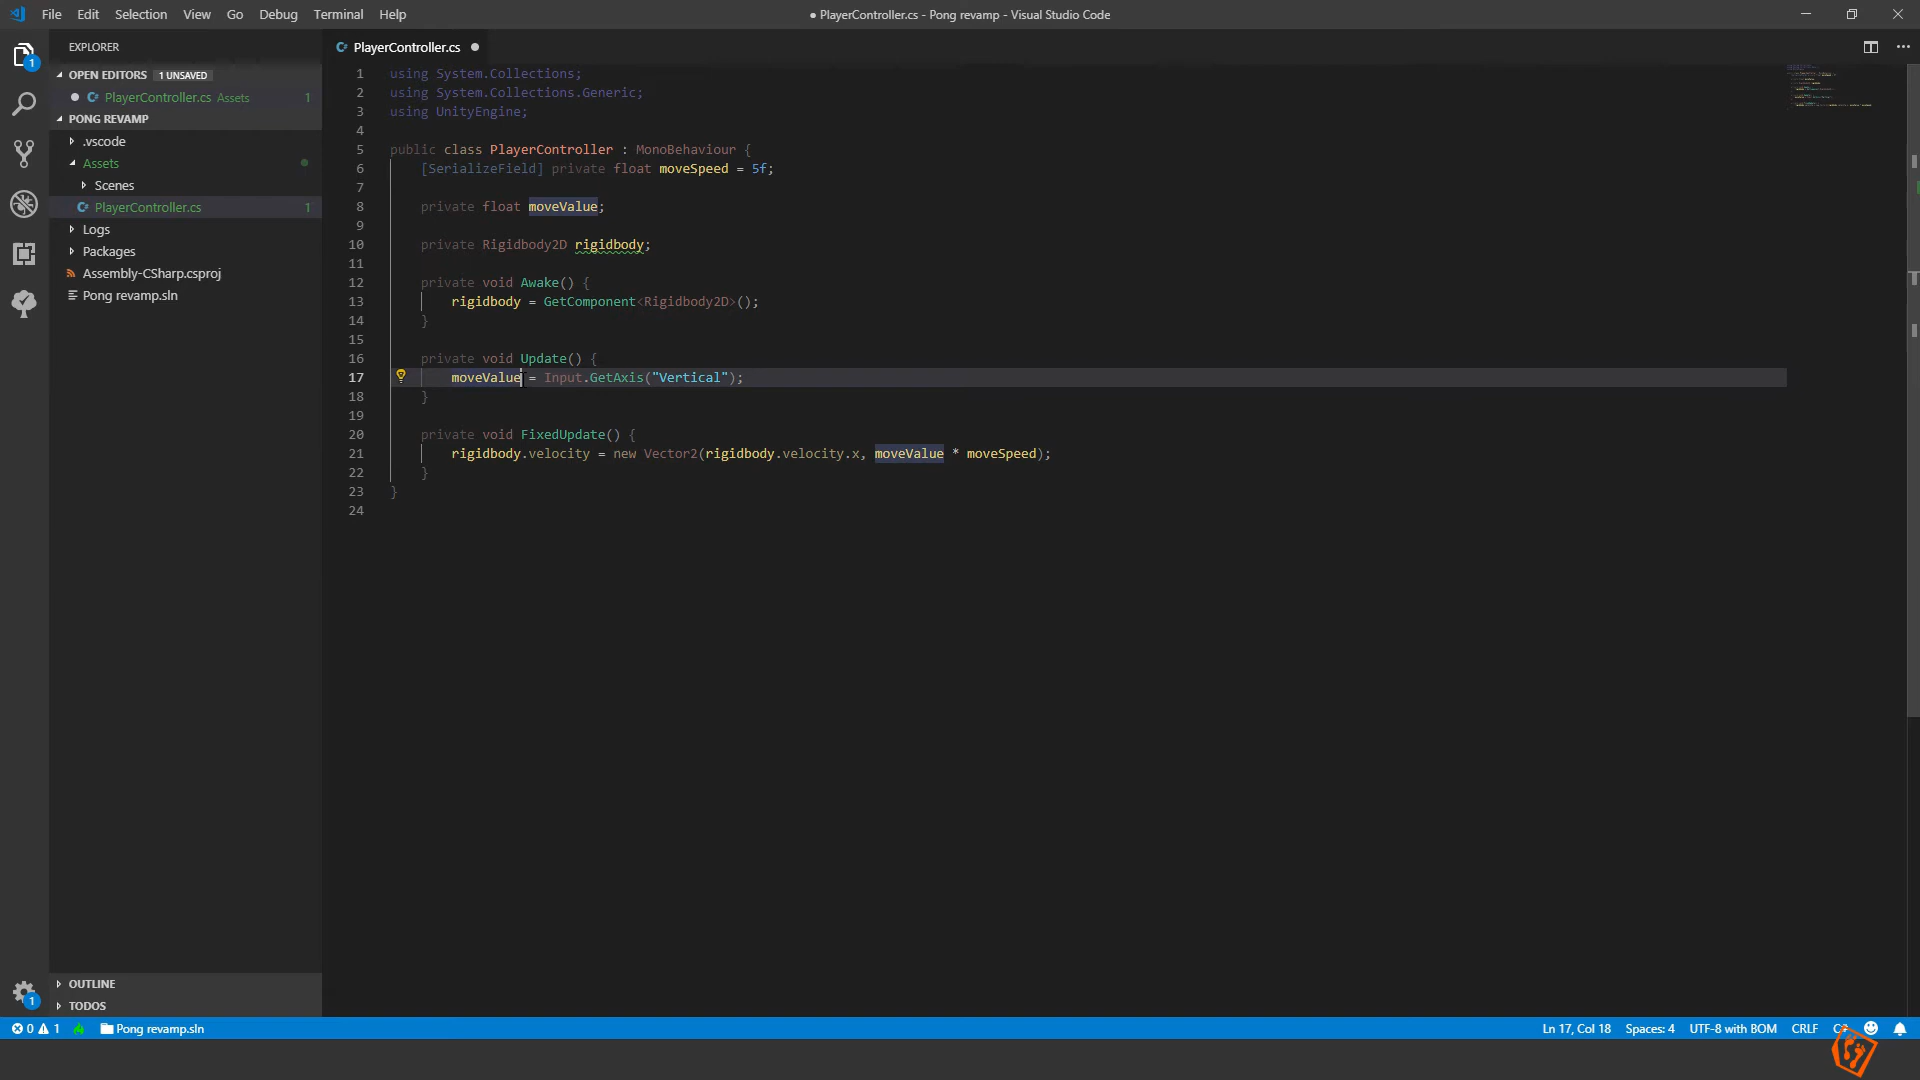 File Edit Selection View Go Debug Terminal Help
● PlayerController.cs - Pong revamp - Visual Studio Code
EXPLORER
OPEN EDITORS 1 UNSAVED
PlayerController.cs Assets 1
PONG REVAMP
.vscode
Assets
Scenes
PlayerController.cs 1
Logs
Packages
Assembly-CSharp.csproj
Pong revamp.sln
OUTLINE
TODOS
PlayerController.cs
1 using System.Collections;
2 using System.Collections.Generic;
3 using UnityEngine;
4
5 public class PlayerController : MonoBehaviour {
6 [SerializeField] private float moveSpeed = 5f;
7
8 private float moveValue;
9
10 private Rigidbody2D rigidbody;
11
12 private void Awake() {
13 rigidbody = GetComponent<Rigidbody2D>();
14 }
15
16 private void Update() {
17 moveValue = Input.GetAxis("Vertical");
18 }
19
20 private void FixedUpdate() {
21 rigidbody.velocity = new Vector2(rigidbody.velocity.x, moveValue * moveSpeed);
22 }
23 }
24
1
1
0 1 Pong revamp.sln
Ln 17, Col 18 Spaces: 4 UTF-8 with BOM CRLF